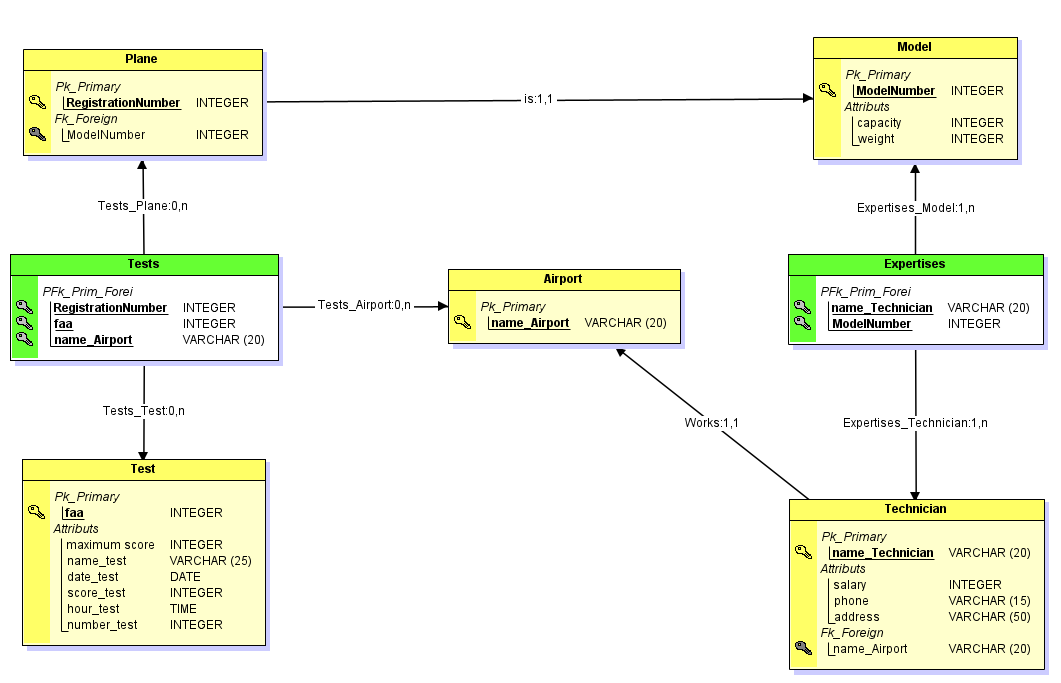 Plane
Pk_Primary
RegistrationNumber INTEGER
Fk_Foreign
ModelNumber INTEGER
is:1,1
Model
Pk_Primary
ModelNumber INTEGER
Attributs
capacity INTEGER
weight INTEGER
Tests_Plane:0,n
Expertises_Model:1,n
Tests
PFk_Prim_Forei
RegistrationNumber INTEGER
faa INTEGER
name_Airport VARCHAR (20)
Tests_Airport:0,n
Airport
Pk_Primary
name_Airport VARCHAR (20)
Expertises
PFk_Prim_Forei
name_Technician VARCHAR (20)
ModelNumber INTEGER
Tests_Test:0,n
Works:1,1
Expertises_Technician:1,n
Test
Pk_Primary
faa INTEGER
Attributs
maximum score INTEGER
name_test VARCHAR (25)
date_test DATE
score_test INTEGER
hour_test TIME
number_test INTEGER
Technician
Pk_Primary
name_Technician VARCHAR (20)
Attributs
salary INTEGER
phone VARCHAR (15)
address VARCHAR (50)
Fk_Foreign
name_Airport VARCHAR (20)